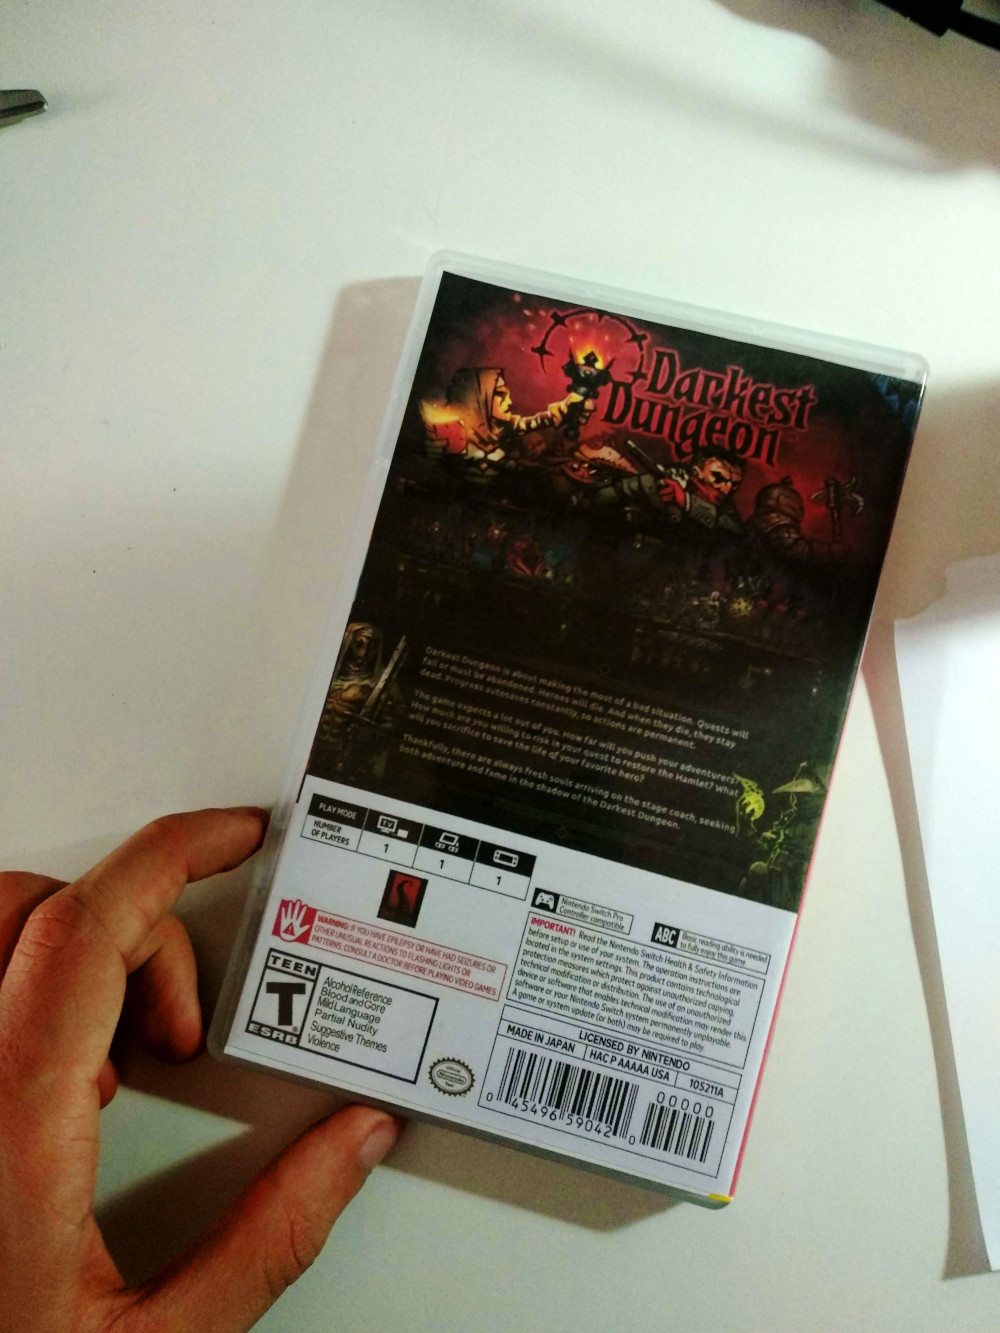 Darkest
Dungeon
Darkest Dungeon is about making the most of a bad situation. Quests will
fail or must be abandoned. Heroes will die. And when they die, they stay
dead. Progress autosaves constantly, so actions are permanent.
The game expects a lot out of you. How far will you push your adventurers?
How much are you willing to risk in your quest to restore the Hamlet? What
will you sacrifice to save the life of your favorite hero?
Thankfully, there are always fresh souls arriving on the stage coach, seeking
both adventure and fame in the shadow of the Darkest Dungeon.
PLAY MODE
TV
NUMBER
OF PLAYERS
1
1
1
Nintendo Switch Pro
Controller compatible
ABC
Basic reading ability is needed
to fully enjoy this game
WARNING: IF YOU HAVE EPILEPSY OR HAVE HAD SEIZURES OR
OTHER UNUSUAL REACTIONS TO FLASHING LIGHTS OR
PATTERNS, CONSULT A DOCTOR BEFORE PLAYING VIDEO GAMES
IMPORTANT! Read the Nintendo Switch Health & Safety Information
before setup or use of your system. The operation instructions are
located in the system settings. This product contains technological
protection measures which protect against unauthorized copying,
technical modification or distribution. The use of an unauthorized
device or software that enables technical modification may render this
software or your Nintendo Switch system permanently unplayable.
a game or system update (or both) may be required to play.
TEEN
T
ESRB
Alcohol Reference
Blood and Gore
Mild Language
Partial Nudity
Suggestive Themes
Violence
Nintendo
LICENSED BY NINTENDO
MADE IN JAPAN
HAC P AAAAA USA
105211A
0 45496 59042 0
00000